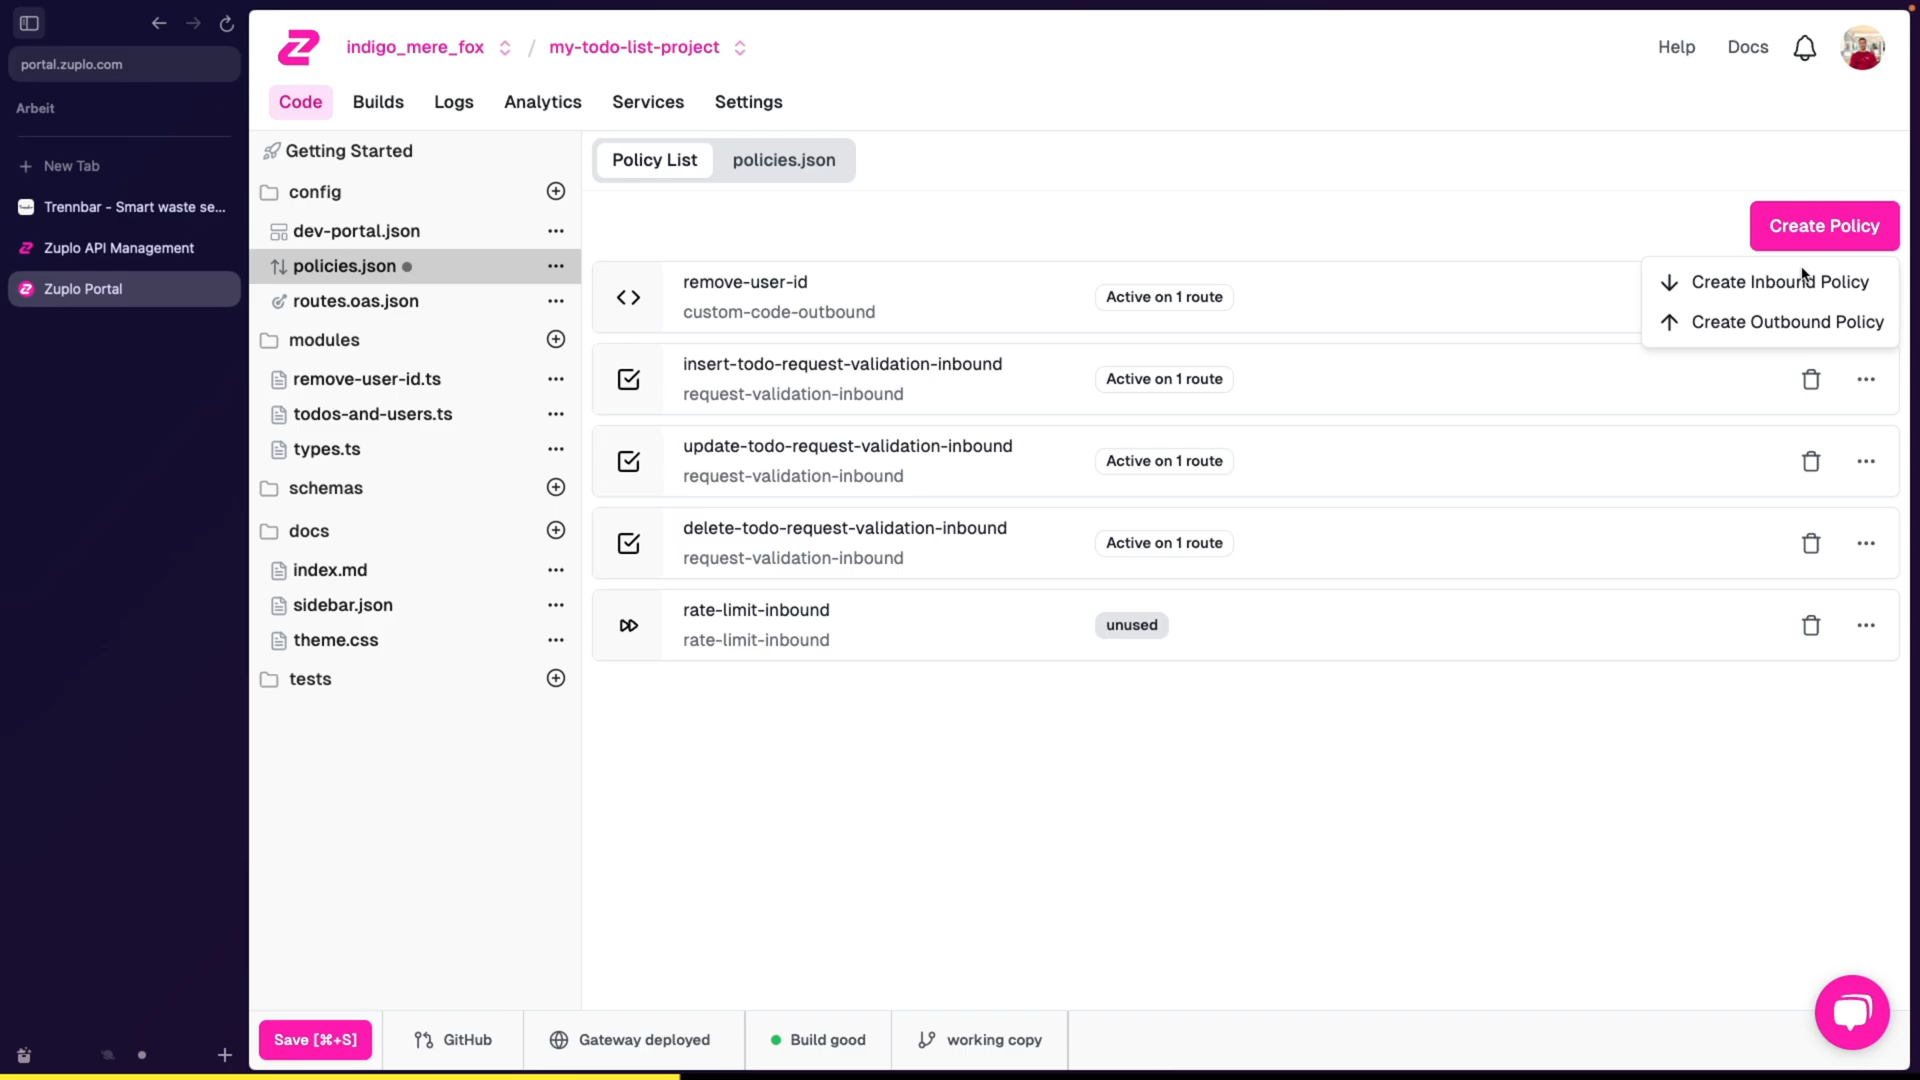 portal.zuplo.com
Arbeit
New Tab
Trennbar - Smart waste se...
Zuplo API Management
Zuplo Portal
indigo_mere_fox / my-todo-list-project
Help Docs
Code Builds Logs Analytics Services Settings
Getting Started
config
dev-portal.json
policies.json
routes.oas.json
modules
remove-user-id.ts
todos-and-users.ts
types.ts
schemas
docs
index.md
sidebar.json
theme.css
tests
Policy List policies.json
Create Policy
Create Inbound Policy
Create Outbound Policy
remove-user-id
custom-code-outbound
Active on 1 route
insert-todo-request-validation-inbound
request-validation-inbound
Active on 1 route
update-todo-request-validation-inbound
request-validation-inbound
Active on 1 route
delete-todo-request-validation-inbound
request-validation-inbound
Active on 1 route
rate-limit-inbound
rate-limit-inbound
unused
Save [⌘+S] GitHub Gateway deployed Build good working copy